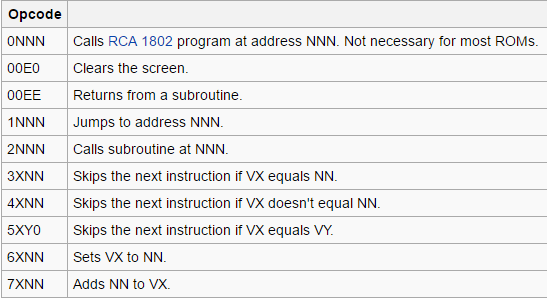 Opcode
0NNN Calls RCA 1802 program at address NNN. Not necessary for most ROMs.
00E0 Clears the screen.
00EE Returns from a subroutine.
1NNN Jumps to address NNN.
2NNN Calls subroutine at NNN.
3XNN Skips the next instruction if VX equals NN.
4XNN Skips the next instruction if VX doesn't equal NN.
5XY0 Skips the next instruction if VX equals VY.
6XNN Sets VX to NN.
7XNN Adds NN to VX.